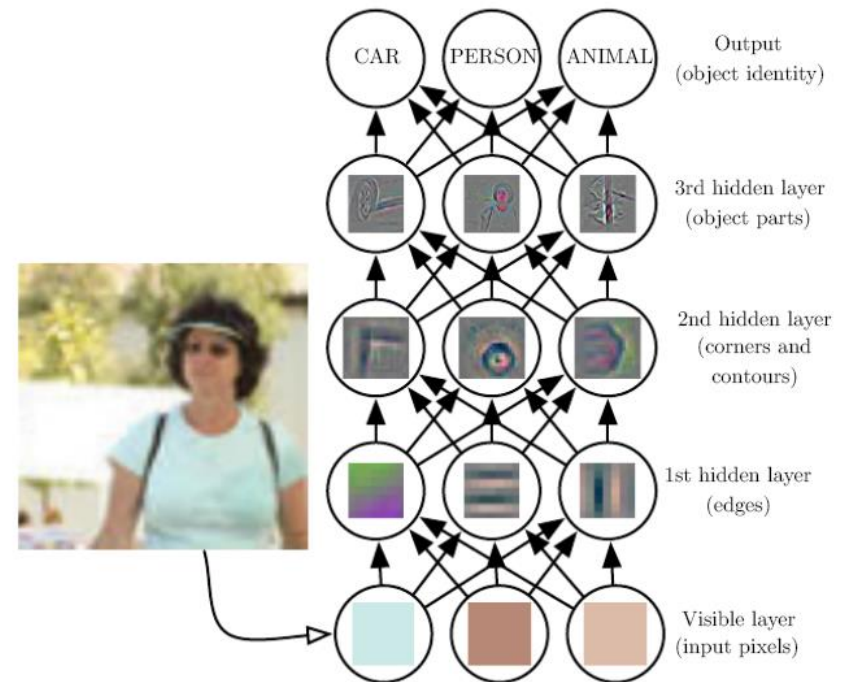 CAR PERSON ANIMAL
Output
(object identity)
3rd hidden layer
(object parts)
2nd hidden layer
(corners and
contours)
1st hidden layer
(edges)
Visible layer
(input pixels)